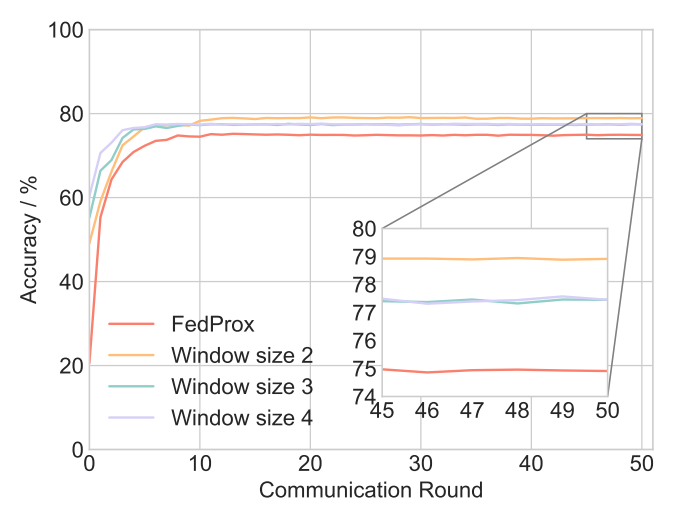 100
80
60
40
20
0
Accuracy / %
FedProx
Window size 2
Window size 3
Window size 4
80
79
78
77
76
75
74
45 46 47 48 49 50
0 10 20 30 40 50
Communication Round